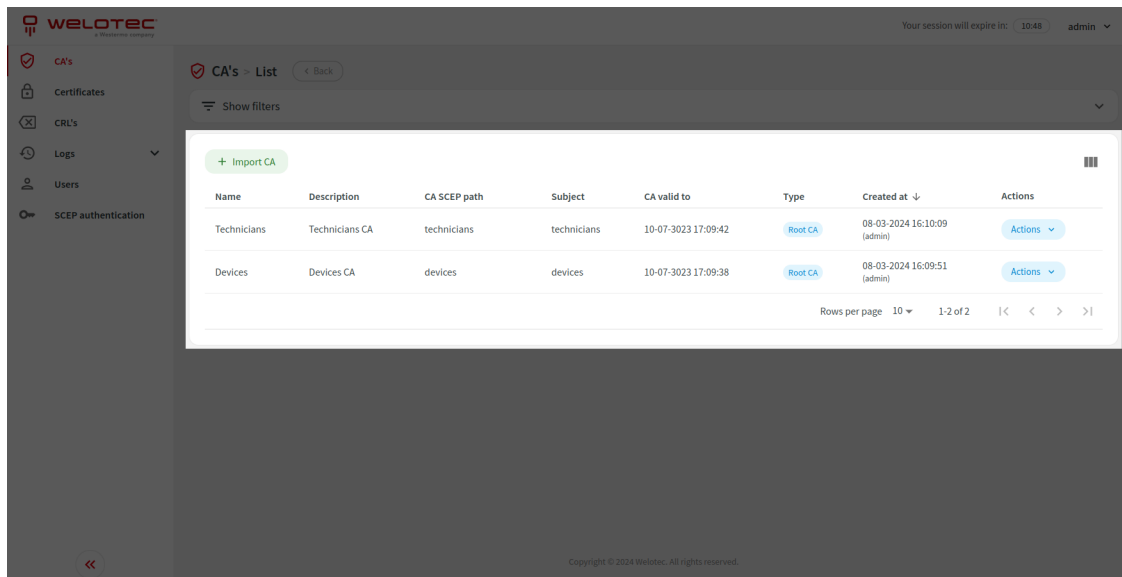 WELOTEC
a Westermo company
Your session will expire in: 10:48 admin
CA's
Certificates
CRL's
Logs
Users
SCEP authentication
CA's > List < Back
Show filters
+ Import CA
Name Description CA SCEP path Subject CA valid to Type Created at ↓ Actions
Technicians Technicians CA technicians technicians 10-07-3023 17:09:42 Root CA 08-03-2024 16:10:09 (admin) Actions
Devices Devices CA devices devices 10-07-3023 17:09:38 Root CA 08-03-2024 16:09:51 (admin) Actions
Rows per page 10 1-2 of 2
Copyright © 2024 Welotec. All rights reserved.